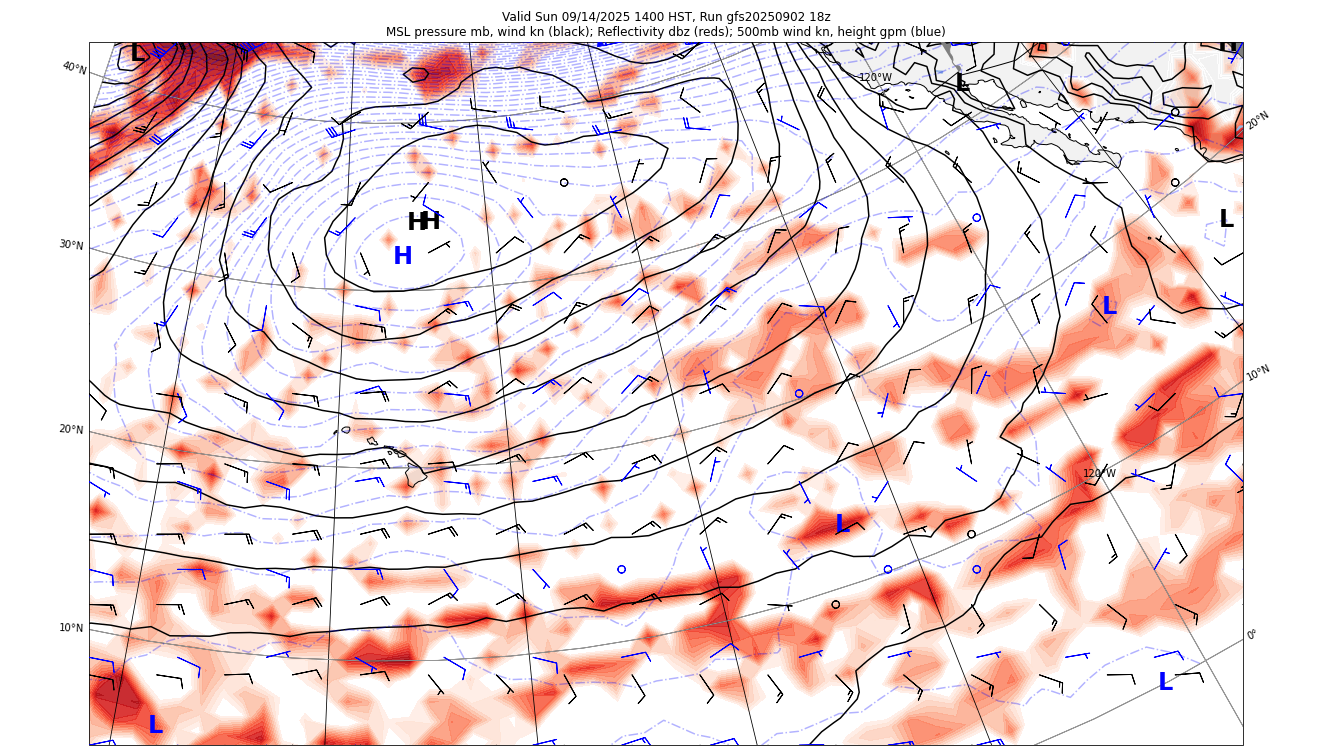 Valid Sun 09/14/2025 1400 HST, Run gfs20250902 18z
MSL pressure mb, wind kn (black); Reflectivity dbz (reds); 500mb wind kn, height gpm (blue)
L
H
40°N
120°W
L
20°N
H
H
L
30°N
H
L
10°N
20°N
120°W
L
10°N
0°
L
L